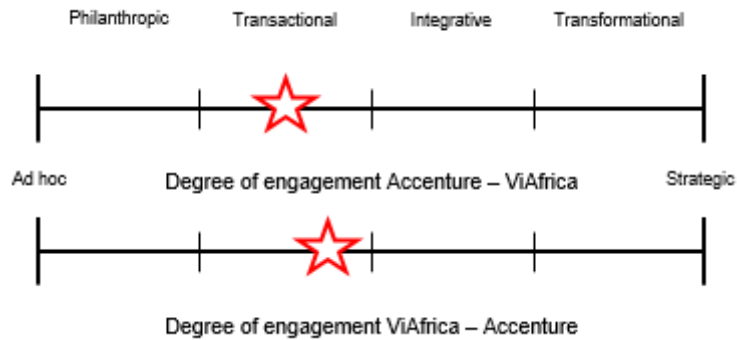 Philanthropic Transactional Integrative Transformational
Ad hoc Degree of engagement Accenture – ViAfrica Strategic
Degree of engagement ViAfrica – Accenture